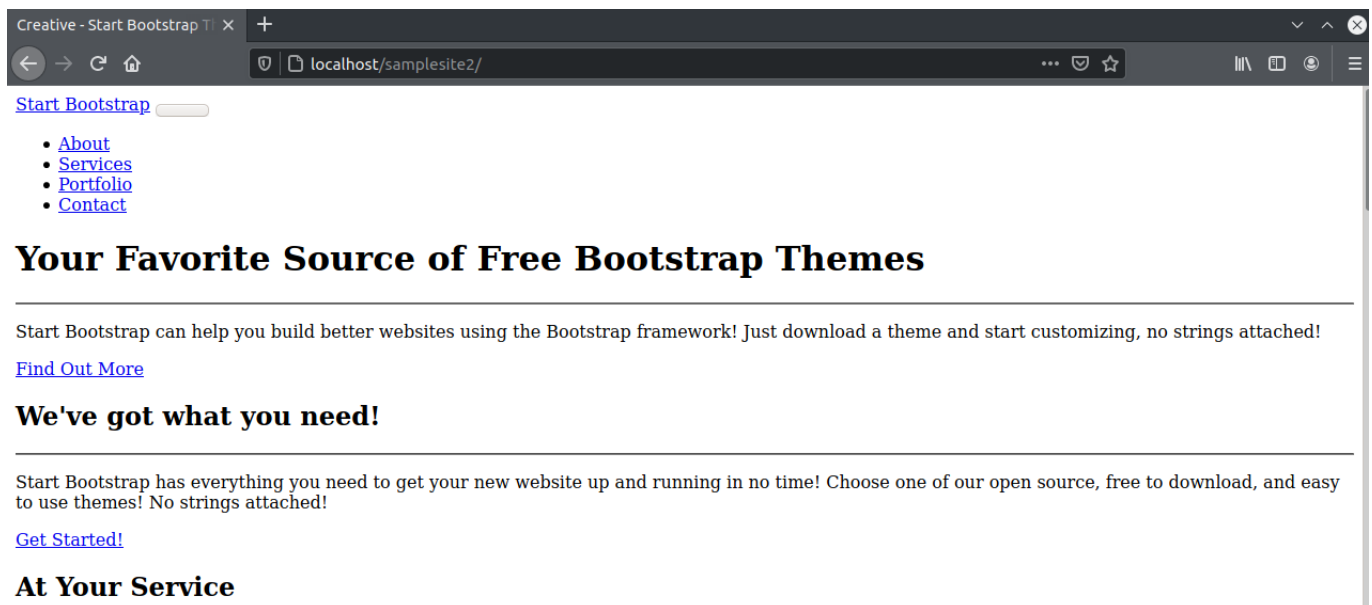 Creative - Start Bootstrap Th
localhost/samplesite2/
Start Bootstrap
About
Services
Portfolio
Contact
Your Favorite Source of Free Bootstrap Themes
Start Bootstrap can help you build better websites using the Bootstrap framework! Just download a theme and start customizing, no strings attached!
Find Out More
We've got what you need!
Start Bootstrap has everything you need to get your new website up and running in no time! Choose one of our open source, free to download, and easy
to use themes! No strings attached!
Get Started!
At Your Service